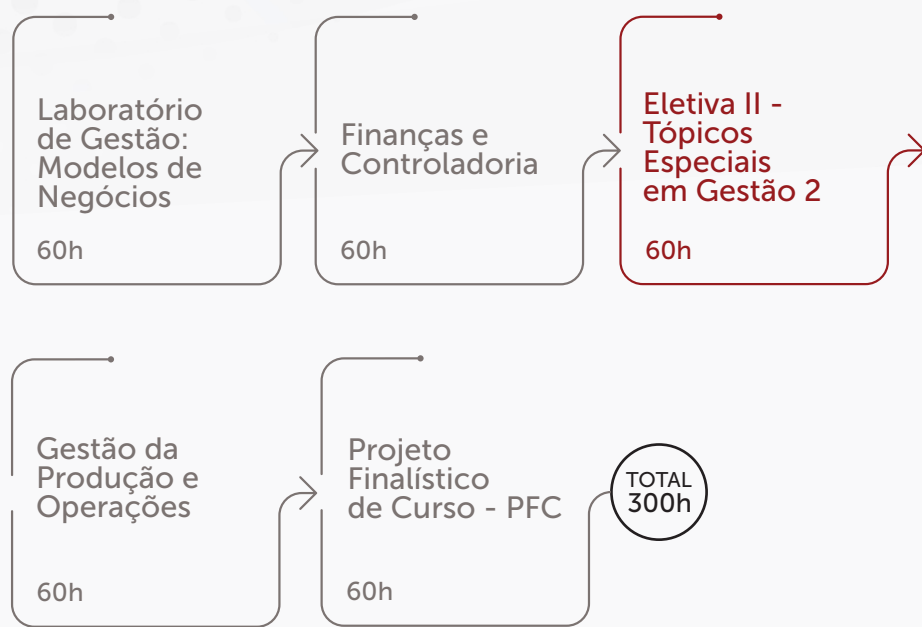 Laboratório
de Gestão:
Modelos de
Negócios
60h
Finanças e
Controladoria
60h
Eletiva II -
Tópicos
Especiais
em Gestão 2
60h
Gestão da
Produção e
Operações
60h
Projeto
Finalístico
de Curso - PFC
60h
TOTAL
300h